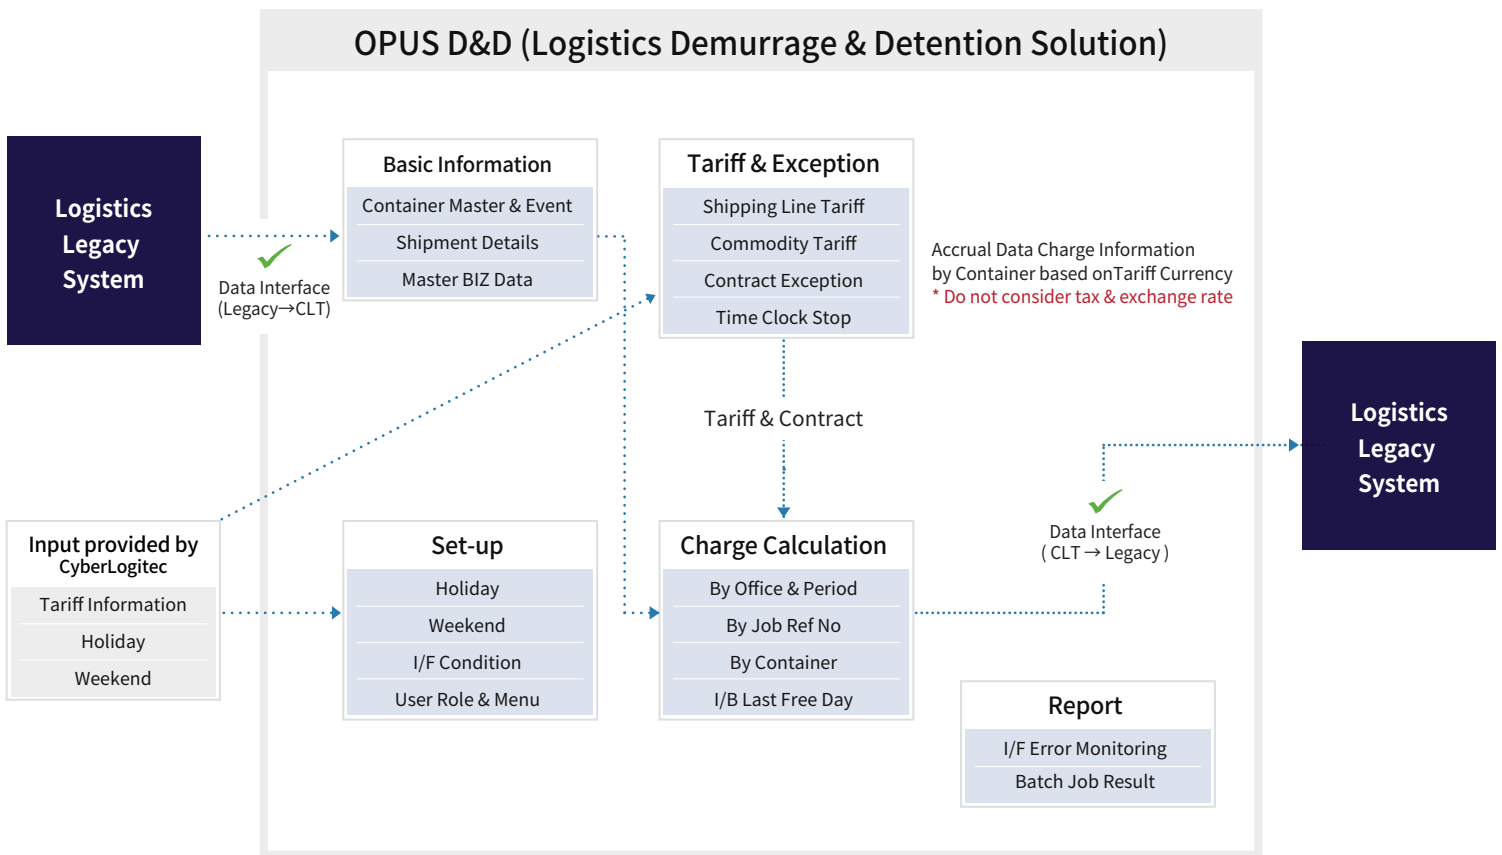 OPUS D&D (Logistics Demurrage & Detention Solution)
Logistics
Legacy
System
Data Interface
(Legacy→CLT)
Basic Information
Container Master & Event
Shipment Details
Master BIZ Data
Tariff & Exception
Shipping Line Tariff
Commodity Tariff
Contract Exception
Time Clock Stop
Accrual Data Charge Information
by Container based onTariff Currency
* Do not consider tax & exchange rate
Tariff & Contract
Logistics
Legacy
System
Input provided by
CyberLogitec
Tariff Information
Holiday
Weekend
Set-up
Holiday
Weekend
I/F Condition
User Role & Menu
Charge Calculation
By Office & Period
By Job Ref No
By Container
I/B Last Free Day
Data Interface
( CLT → Legacy )
Report
I/F Error Monitoring
Batch Job Result